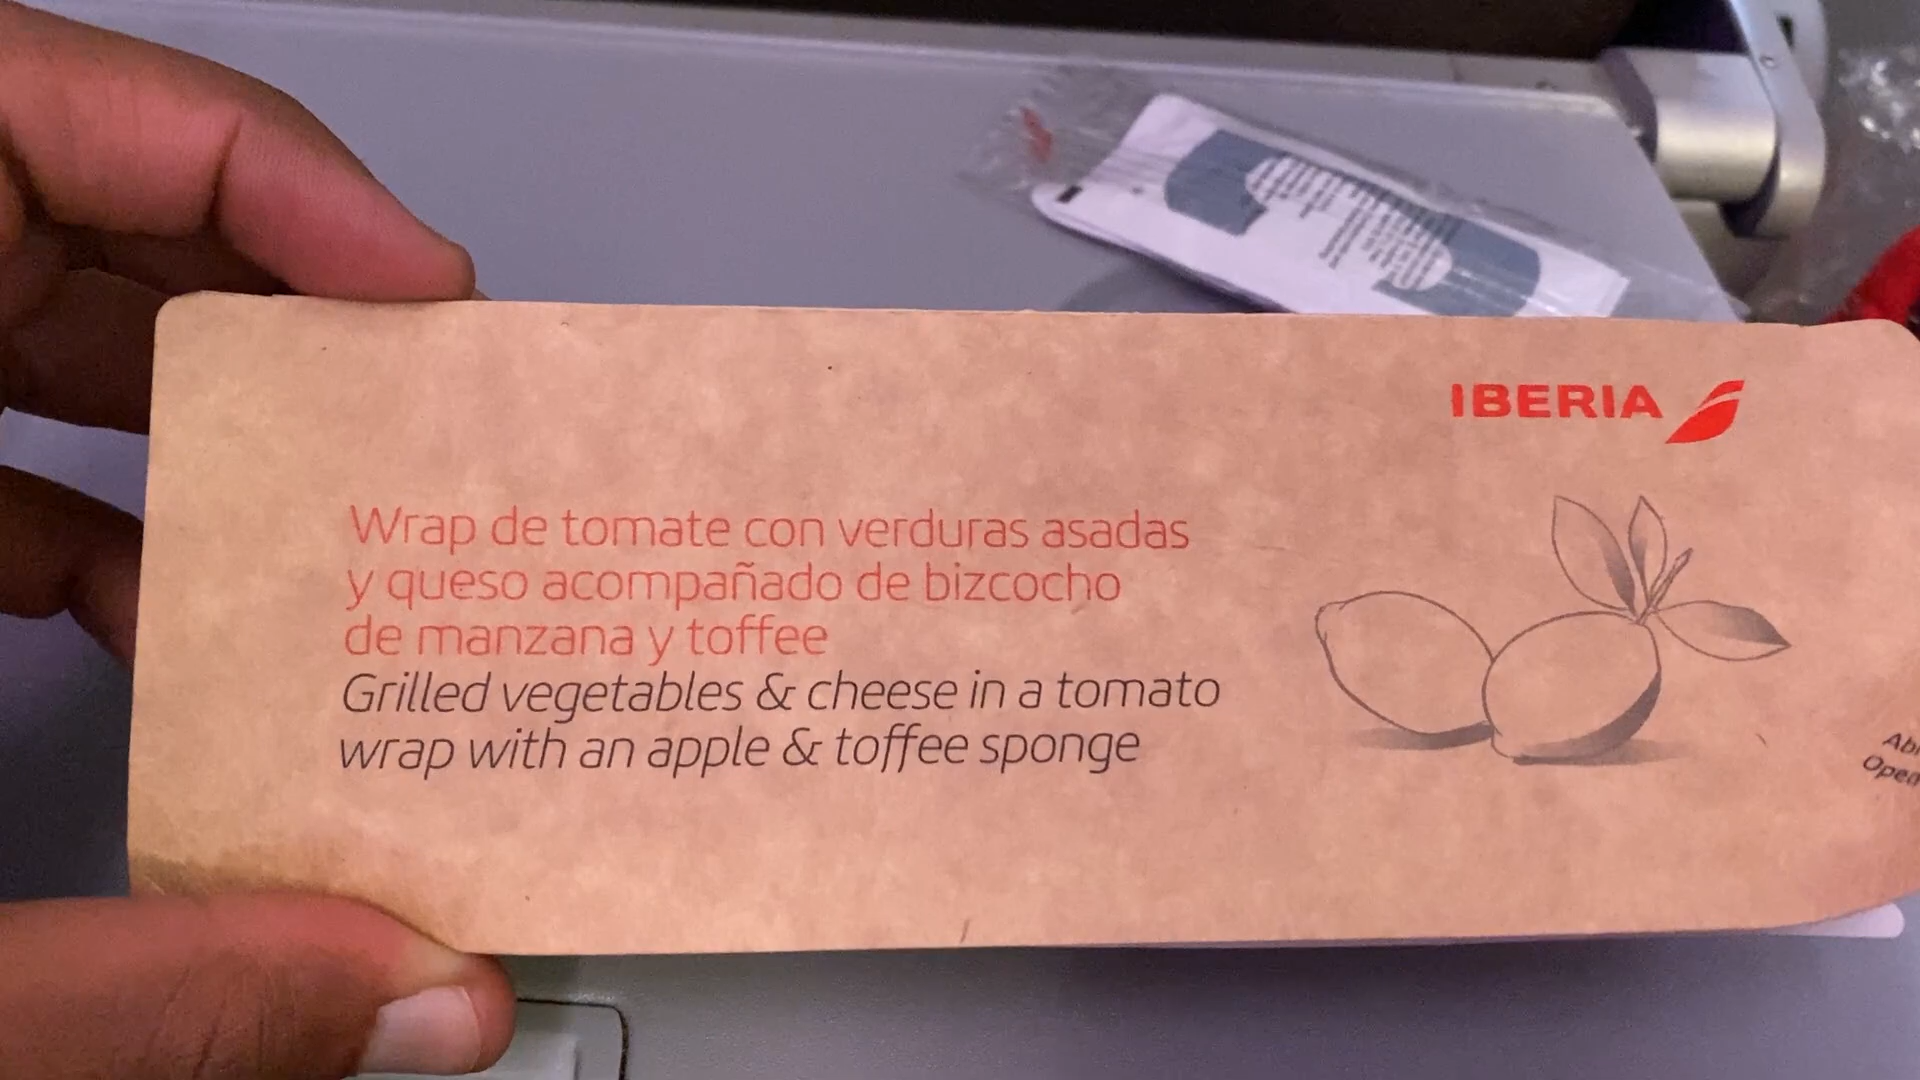 IBERIA
Wrap de tomate con verduras asadas
y queso acompañado de bizcocho
de manzana y toffee
Grilled vegetables & cheese in a tomato
wrap with an apple & toffee sponge